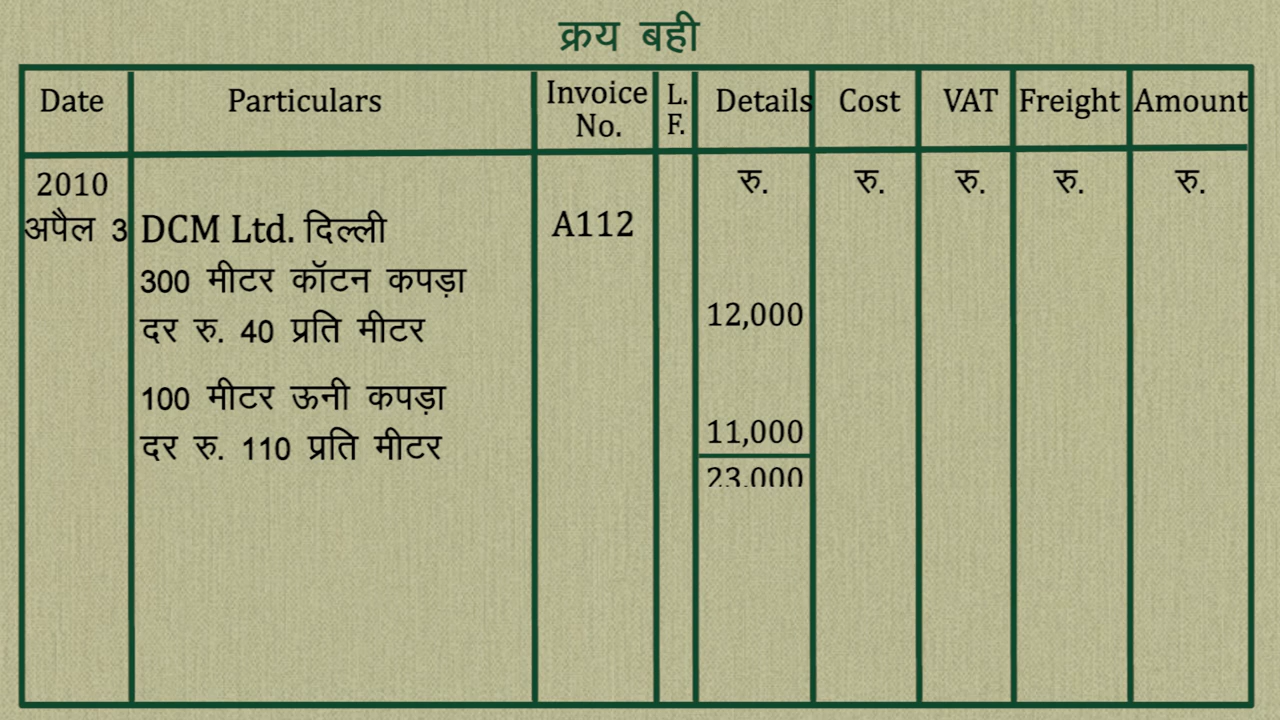 क्रय बही
Date Particulars Invoice No. L. F. Details Cost VAT Freight Amount
2010 रु. रु. रु. रु. रु.
अपैल 3 DCM Ltd. दिल्ली A112
300 मीटर कॉटन कपड़ा
दर रु. 40 प्रति मीटर 12,000
100 मीटर ऊनी कपड़ा
दर रु. 110 प्रति मीटर 11,000
23,000